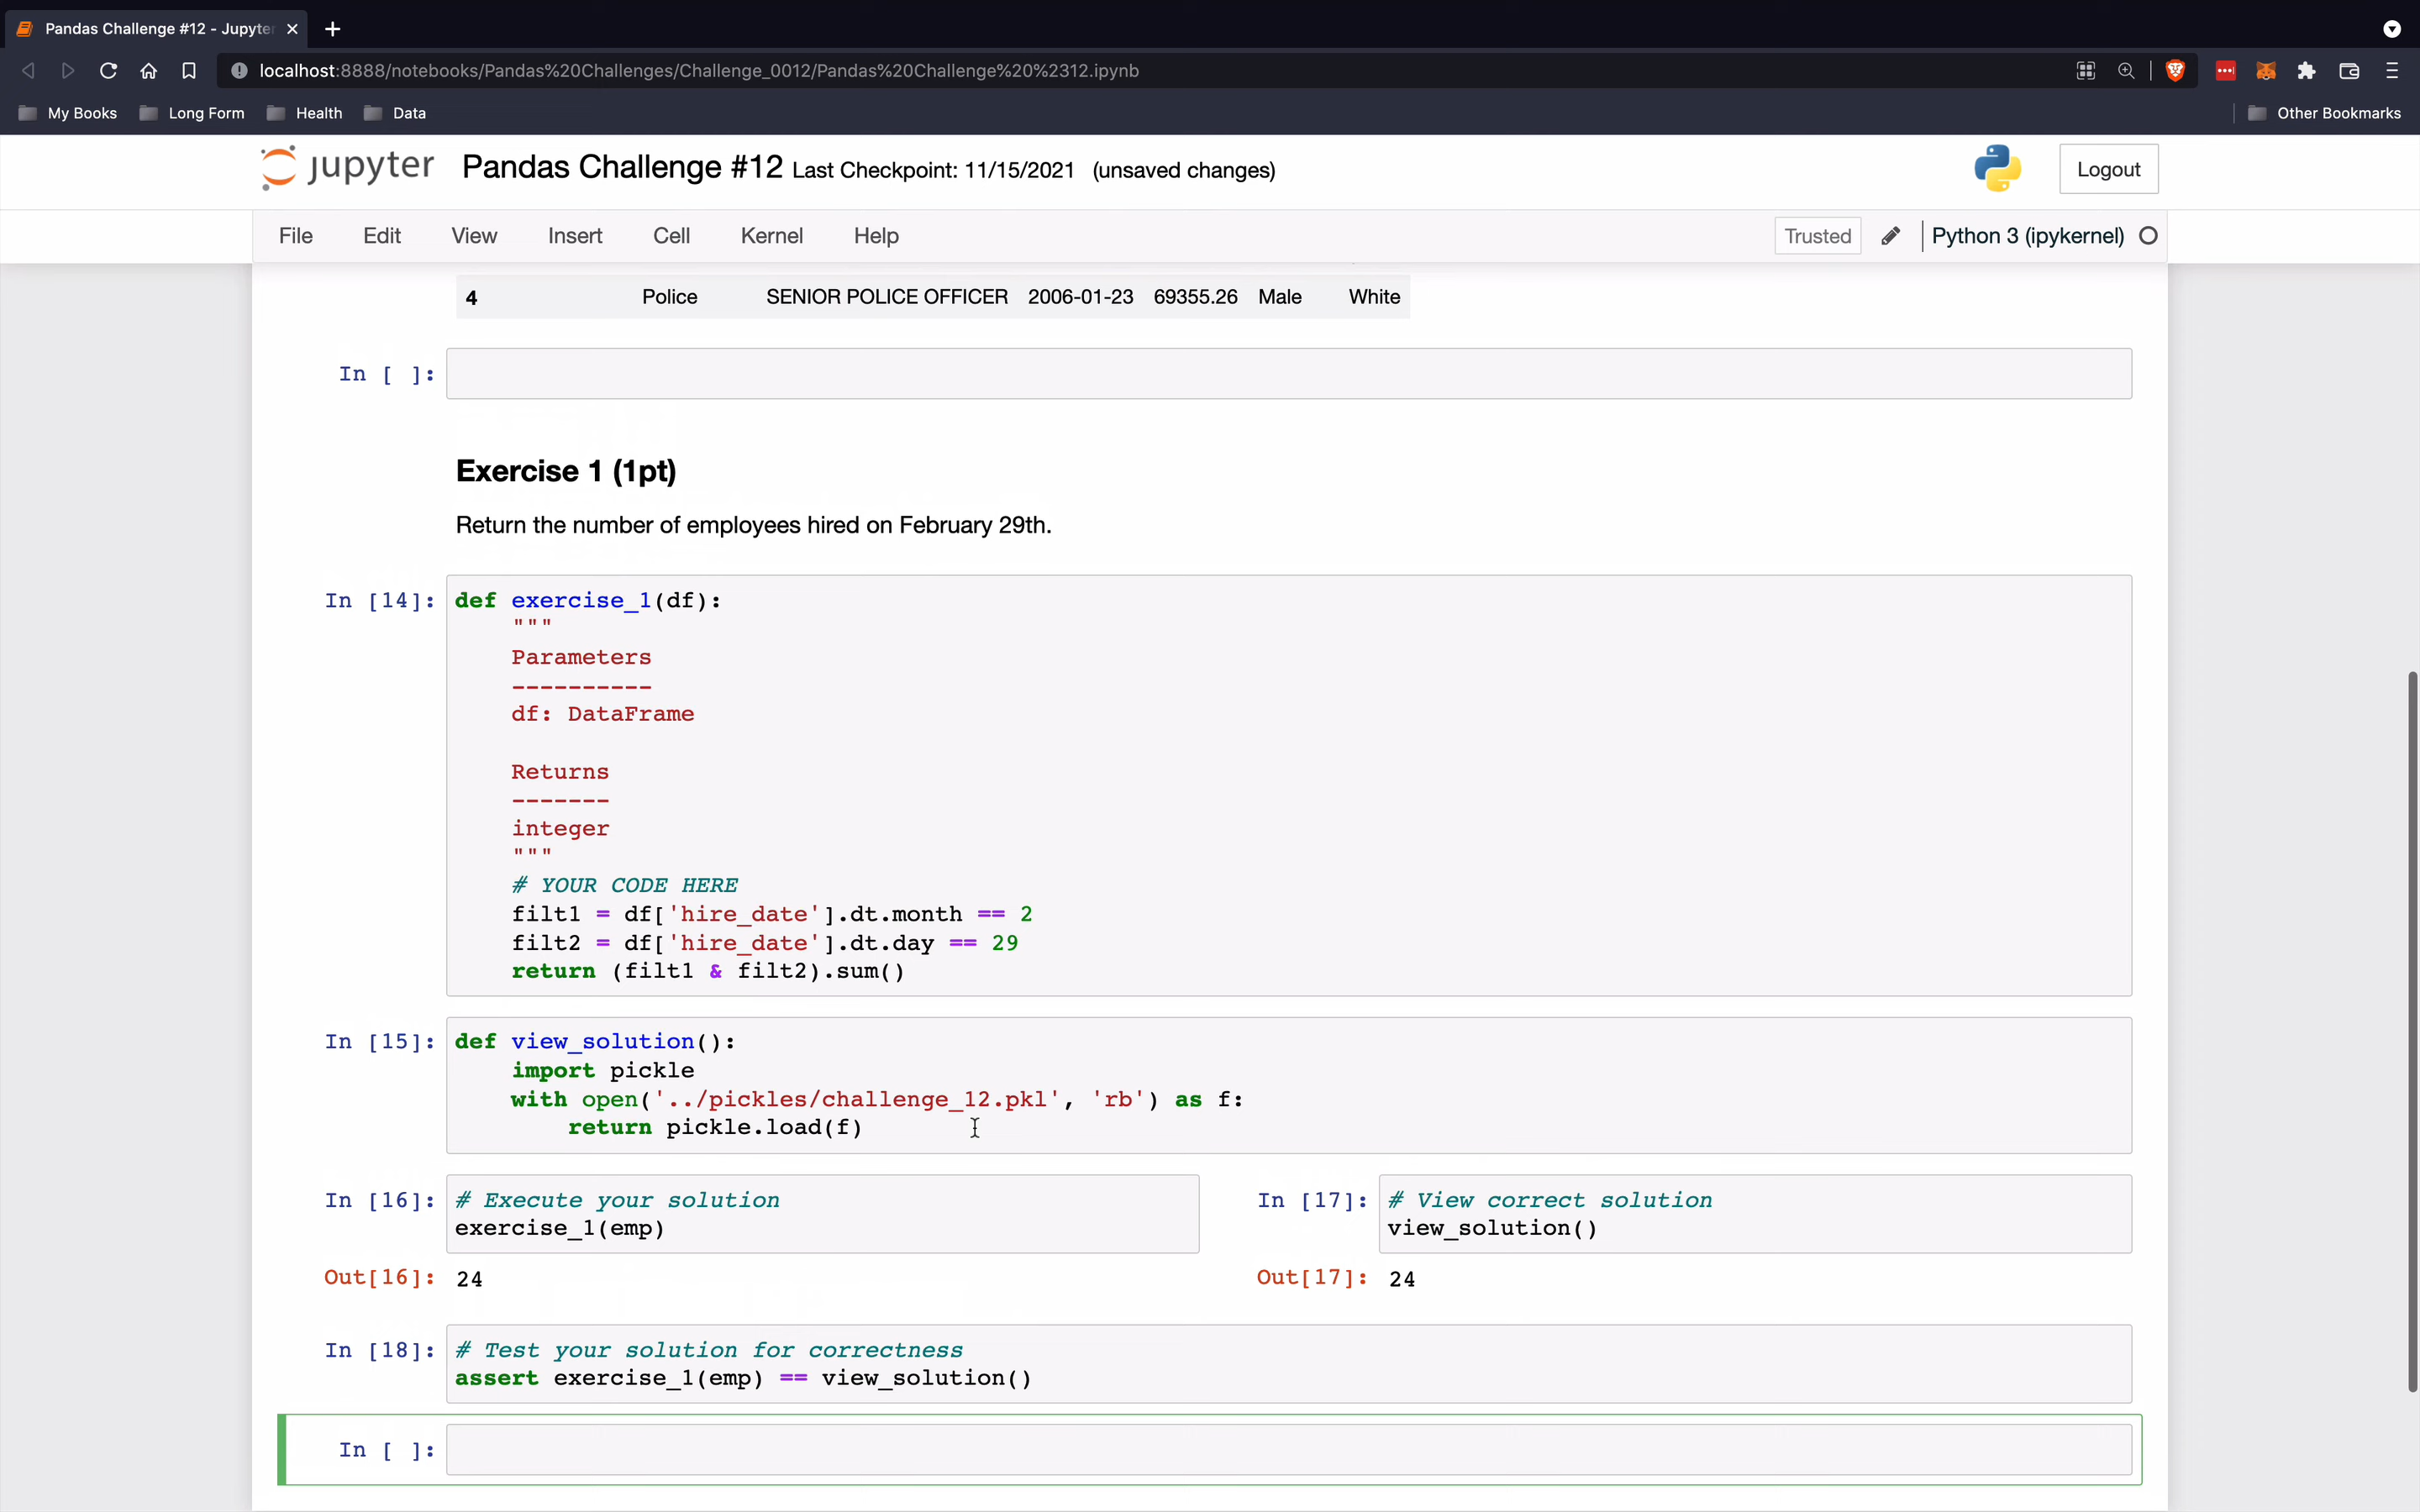 Pandas Challenge #12 - Jupyter
localhost:8888/notebooks/Pandas%20Challenges/Challenge_0012/Pandas%20Challenge%20%2312.ipynb
My Books Long Form Health Data Other Bookmarks
jupyter Pandas Challenge #12 Last Checkpoint: 11/15/2021 (unsaved changes) Logout
File Edit View Insert Cell Kernel Help Trusted Python 3 (ipykernel)
4 Police SENIOR POLICE OFFICER 2006-01-23 69355.26 Male White
In [ ]:
Exercise 1 (1pt)
Return the number of employees hired on February 29th.
In [14]: def exercise_1(df):
"""
Parameters
----------
df: DataFrame
Returns
-------
integer
"""
# YOUR CODE HERE
filt1 = df['hire_date'].dt.month == 2
filt2 = df['hire_date'].dt.day == 29
return (filt1 & filt2).sum()
In [15]: def view_solution():
import pickle
with open('../pickles/challenge_12.pkl', 'rb') as f:
return pickle.load(f)
In [16]: # Execute your solution
exercise_1(emp)
Out[16]: 24
In [17]: # View correct solution
view_solution()
Out[17]: 24
In [18]: # Test your solution for correctness
assert exercise_1(emp) == view_solution()
In [ ]: